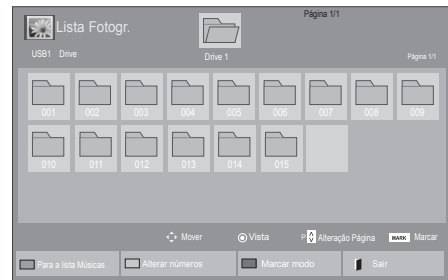 Página 1/1
Lista Fotogr.
USB1 Drive
Drive 1
Página 1/1
001 002 003 004 005 006 007 008 009
010 011 012 013 014 015
Mover Vista P Alteração Página MARK Marcar
Para a lista Músicas Alterar números Marcar modo Sair